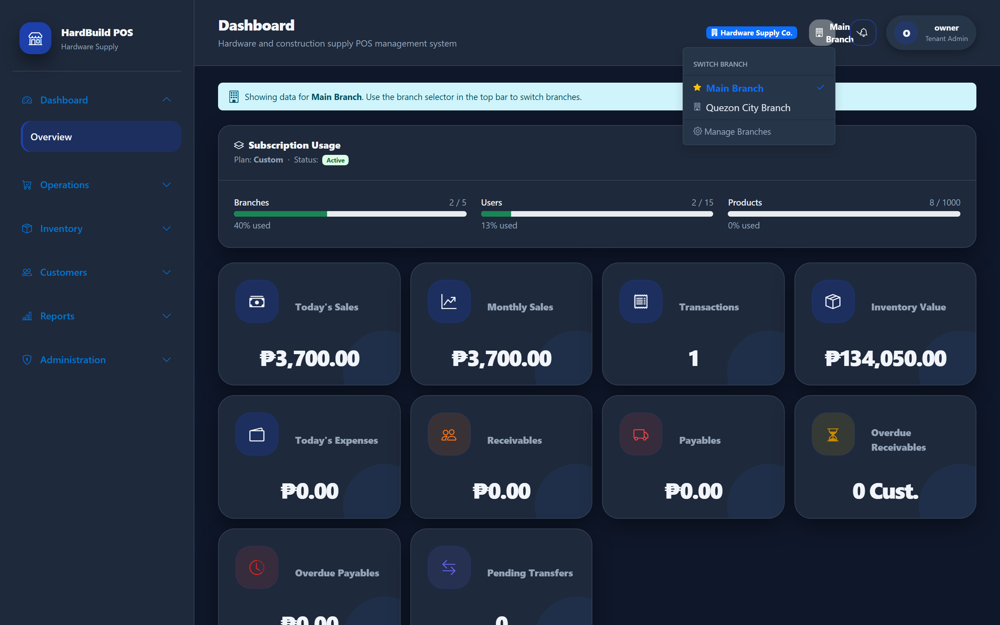 HardBuild POS
Hardware Supply
Dashboard
Overview
Operations
Inventory
Customers
Reports
Administration
Dashboard
Hardware and construction supply POS management system
Hardware Supply Co.
Main
Branch
o
owner
Tenant Admin
SWITCH BRANCH
Main Branch
Quezon City Branch
Manage Branches
Showing data for Main Branch. Use the branch selector in the top bar to switch branches.
Subscription Usage
Plan: Custom · Status: Active
Branches 2 / 5
40% used
Users 2 / 15
13% used
Products 8 / 1000
0% used
Today's Sales
₱3,700.00
Monthly Sales
₱3,700.00
Transactions
1
Inventory Value
₱134,050.00
Today's Expenses
₱0.00
Receivables
₱0.00
Payables
₱0.00
Overdue
Receivables
0 Cust.
Overdue Payables
₱0.00
Pending Transfers
0